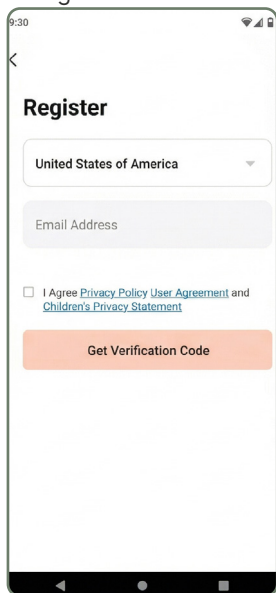 9:30
Register
United States of America
Email Address
I Agree Privacy Policy User Agreement and
Children's Privacy Statement
Get Verification Code